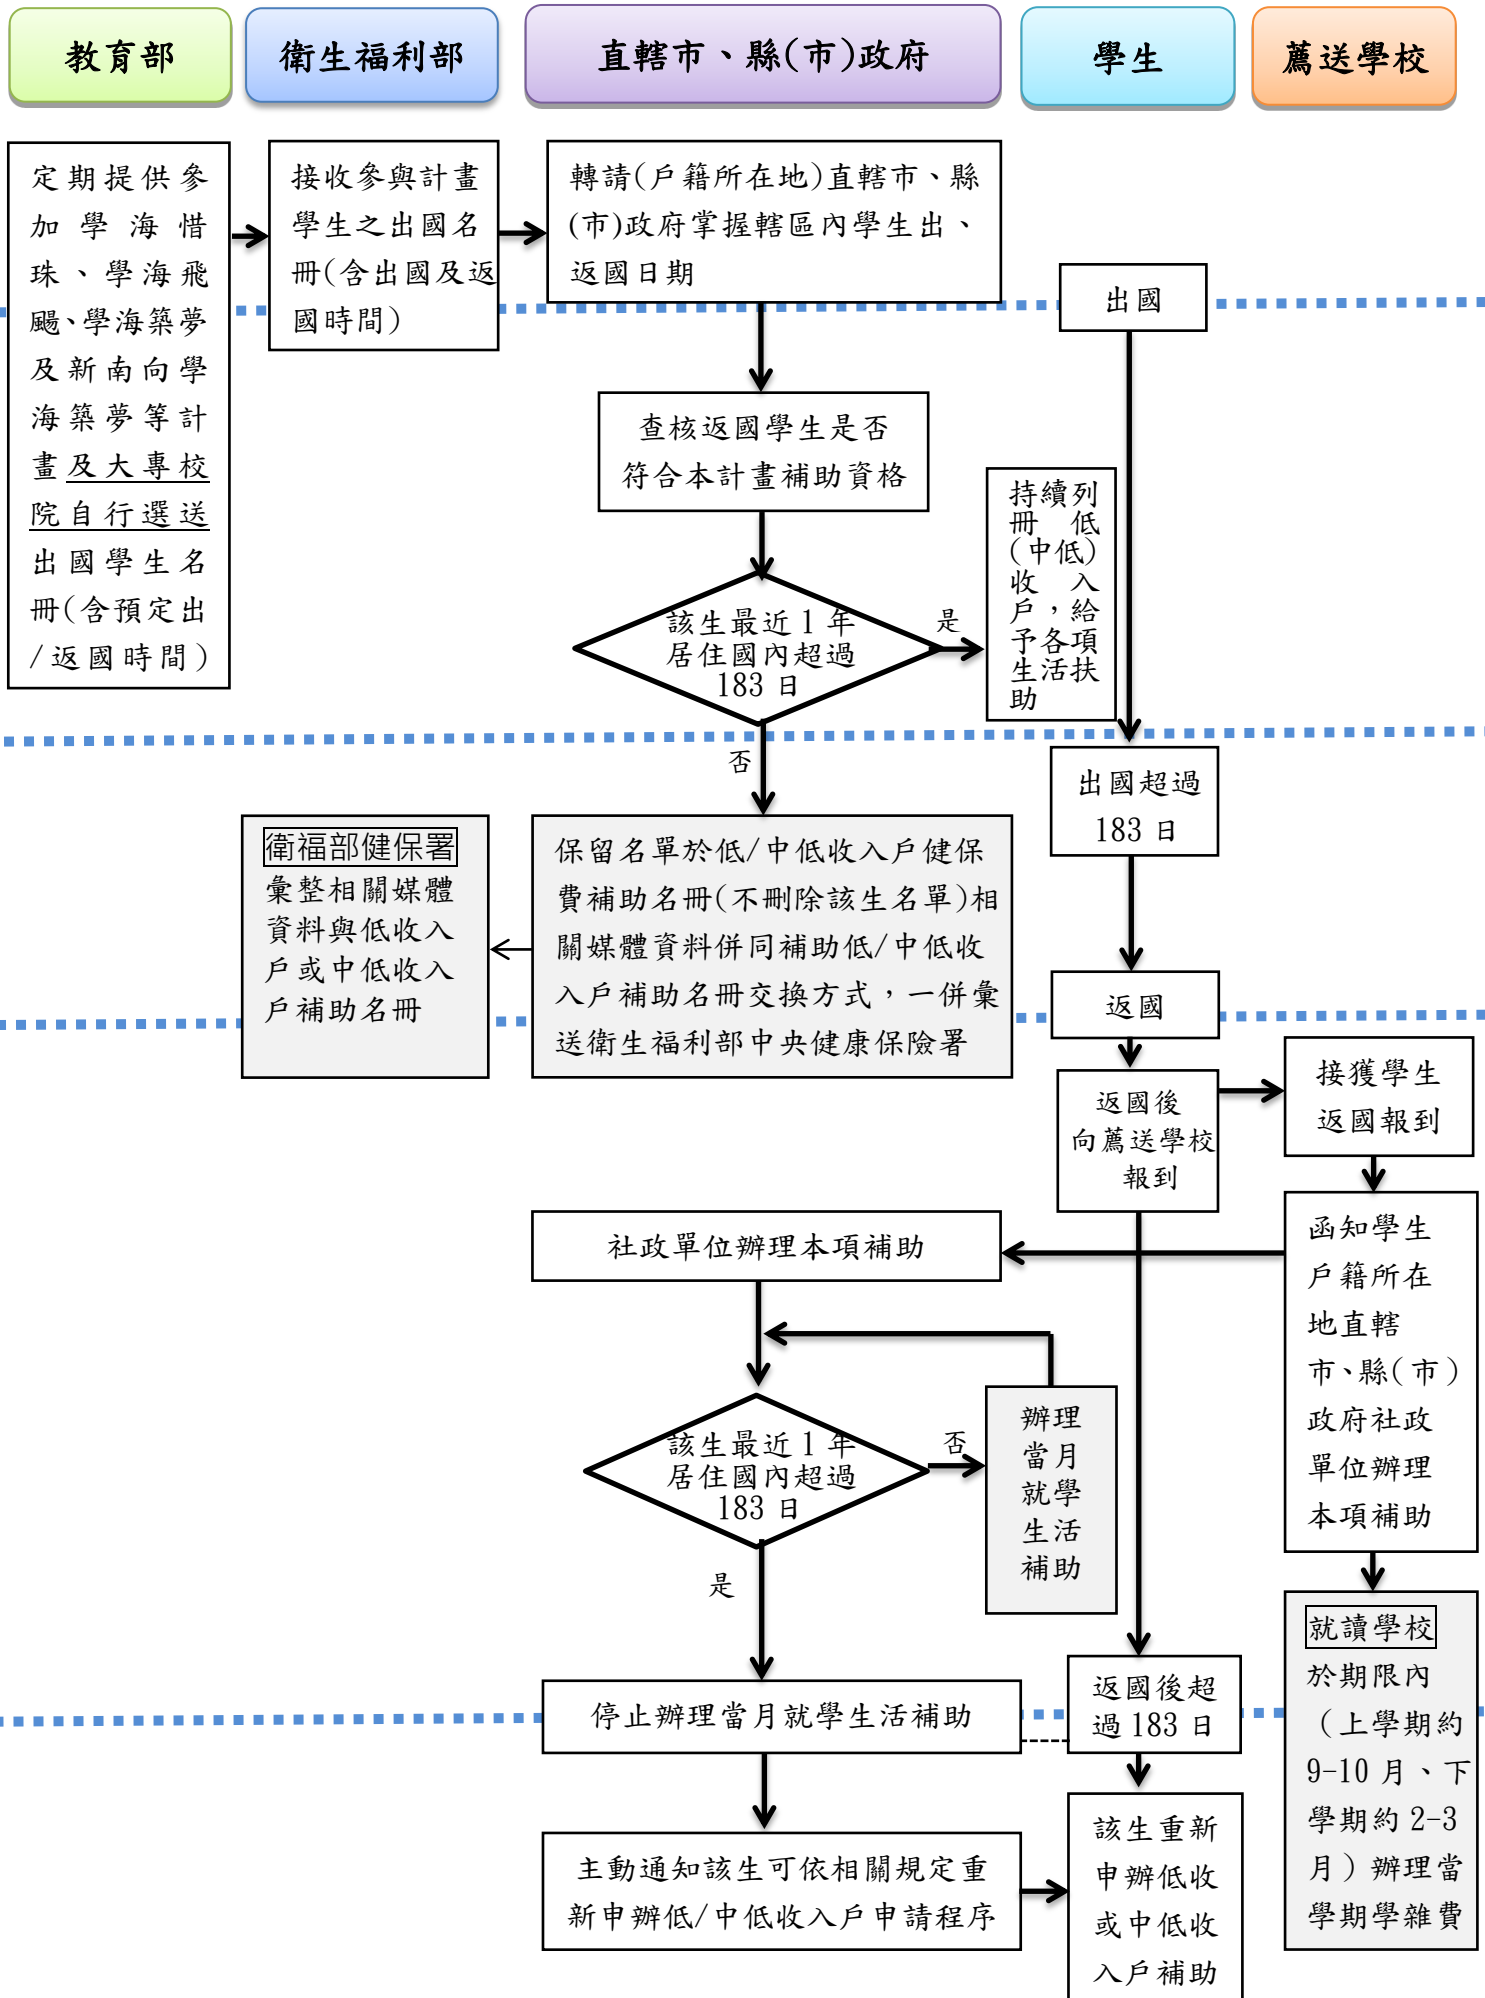 教育部
衛生福利部
直轄市、縣(市)政府
學生
薦送學校
定期提供參
加學海惜
珠、學海飛
颺、學海築夢
及新南向學
海築夢等計
畫及大專校
院自行選送
出國學生名
冊(含預定出
/返國時間)
接收參與計畫
學生之出國名
冊(含出國及返
國時間)
轉請(戶籍所在地)直轄市、縣
(市)政府掌握轄區內學生出、
返國日期
出國
查核返國學生是否
符合本計畫補助資格
該生最近1年
居住國內超過
183日
是
持續列
冊低
(中低)
收入
戶，給
予各項
生活扶
助
否
出國超過
183日
衛福部健保署
彙整相關媒體
資料與低收入
戶或中低收入
戶補助名冊
保留名單於低/中低收入戶健保
費補助名冊(不刪除該生名單)相
關媒體資料併同補助低/中低收
入戶補助名冊交換方式，一併彙
送衛生福利部中央健康保險署
返國
返國後
向薦送學校
報到
接獲學生
返國報到
社政單位辦理本項補助
函知學生
戶籍所在
地直轄
市、縣(市)
政府社政
單位辦理
本項補助
該生最近1年
居住國內超過
183日
否
辦理
當月
就學
生活
補助
是
就讀學校
於期限內
（上學期約
9-10月、下
學期約2-3
月）辦理當
學期學雜費
停止辦理當月就學生活補助
返國後超
過183日
主動通知該生可依相關規定重
新申辦低/中低收入戶申請程序
該生重新
申辦低收
或中低收
入戶補助